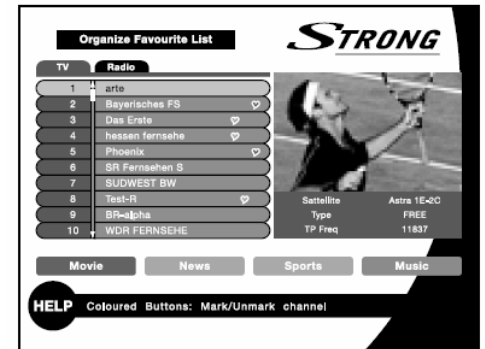 Organize Favourite List
STRONG
TV Radio
1 arte
2 Bayerisches FS
3 Das Erste
4 hessen fernsehe
5 Phoenix
6 SR Fernsehen S
7 SUDWEST BW
8 Test-R
9 BR-alpha
10 WDR FERNSEHE
Sattellite Astra 1E-2C
Type FREE
TP Freq 11837
Movie News Sports Music
HELP Coloured Buttons: Mark/Unmark channel